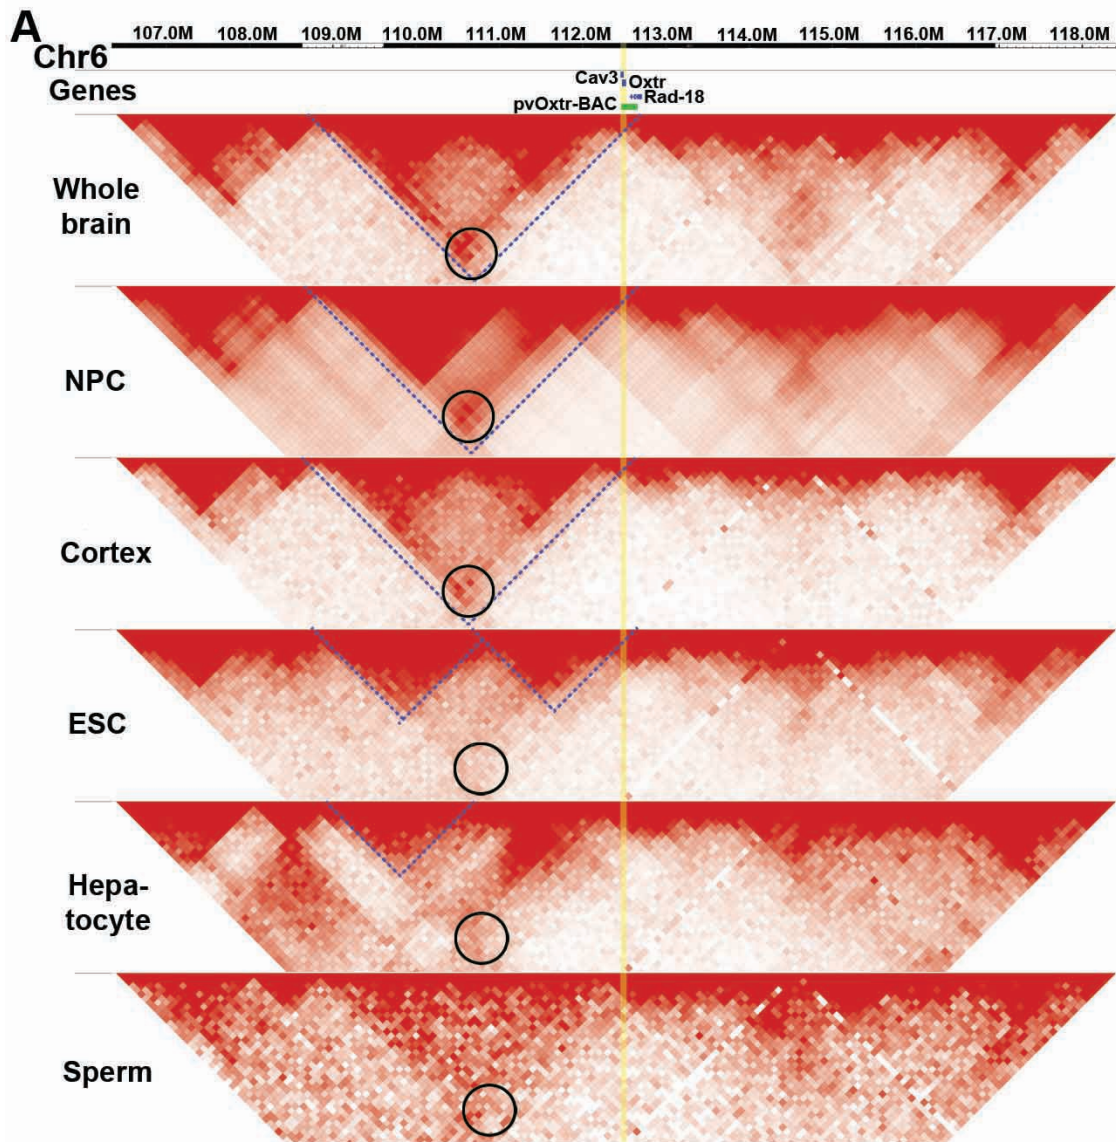 A
107.0M 108.0M 109.0M 110.0M 111.0M 112.0M 113.0M 114.0M 115.0M 116.0M 117.0M 118.0M
Chr6
Genes
Cav3 Oxtr
Rad-18
pvOxtr-BAC
Whole
brain
NPC
Cortex
ESC
Hepa-
tocyte
Sperm